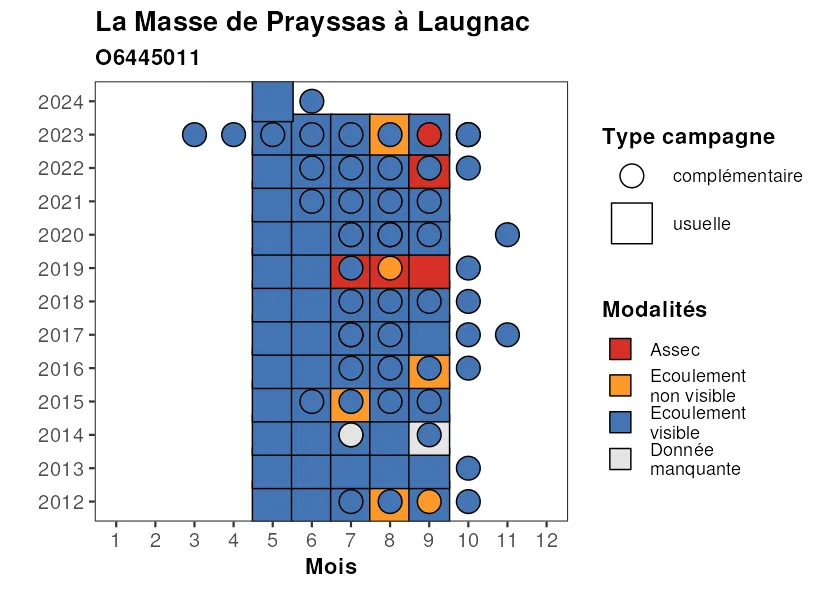 La Masse de Prayssas à Laugnac
O6445011
2024
2023
2022
2021
2020
2019
2018
2017
2016
2015
2014
2013
2012
1 2 3 4 5 6 7 8 9 10 11 12
Mois
Type campagne
complémentaire
usuelle
Modalités
Assec
Ecoulement
non visible
Ecoulement
visible
Donnée
manquante